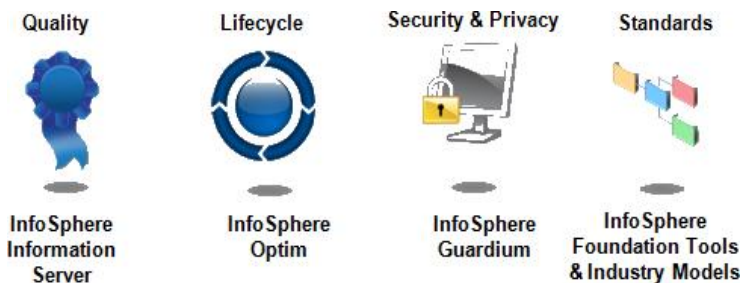 Quality
Lifecycle
Security & Privacy
Standards
InfoSphere
Information
Server
InfoSphere
Optim
InfoSphere
Guardium
InfoSphere
Foundation Tools
& Industry Models